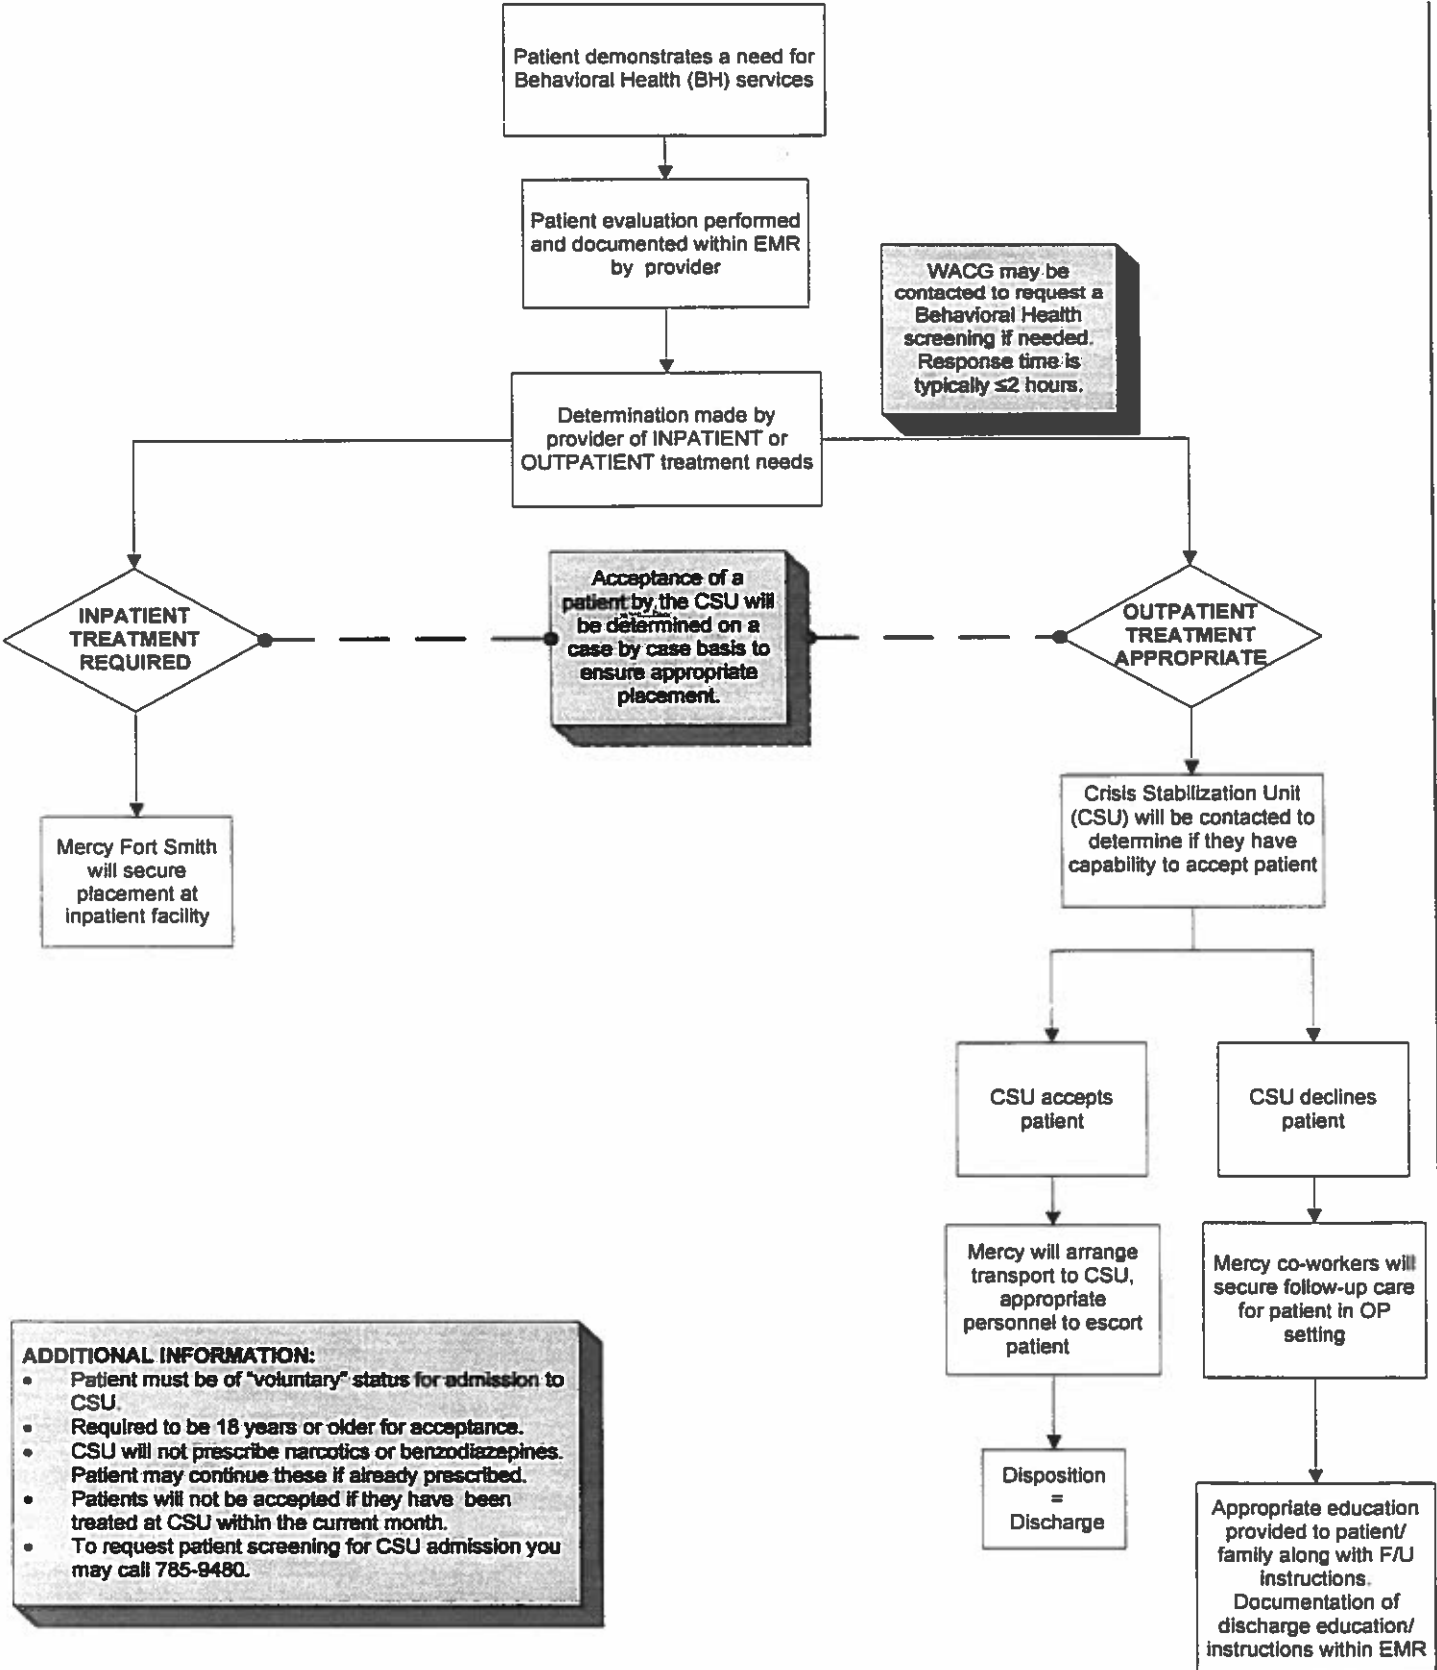 Patient demonstrates a need for
Behavioral Health (BH) services
Patient evaluation performed
and documented within EMR
by provider
WACG may be
contacted to request a
Behavioral Health
screening if needed.
Response time is
typically ≤2 hours.
Determination made by
provider of INPATIENT or
OUTPATIENT treatment needs
INPATIENT
TREATMENT
REQUIRED
Acceptance of a
patient by the CSU will
be determined on a
case by case basis to
ensure appropriate
placement.
OUTPATIENT
TREATMENT
APPROPRIATE
Mercy Fort Smith
will secure
placement at
inpatient facility
Crisis Stabilization Unit
(CSU) will be contacted to
determine if they have
capability to accept patient
CSU accepts
patient
CSU declines
patient
Mercy will arrange
transport to CSU,
appropriate
personnel to escort
patient
Mercy co-workers will
secure follow-up care
for patient in OP
setting
Disposition
=
Discharge
Appropriate education
provided to patient/
family along with F/U
instructions.
Documentation of
discharge education/
instructions within EMR
ADDITIONAL INFORMATION:
• Patient must be of "voluntary" status for admission to
CSU.
• Required to be 18 years or older for acceptance.
• CSU will not prescribe narcotics or benzodiazepines.
Patient may continue these if already prescribed.
• Patients will not be accepted if they have been
treated at CSU within the current month.
• To request patient screening for CSU admission you
may call 785-9480.